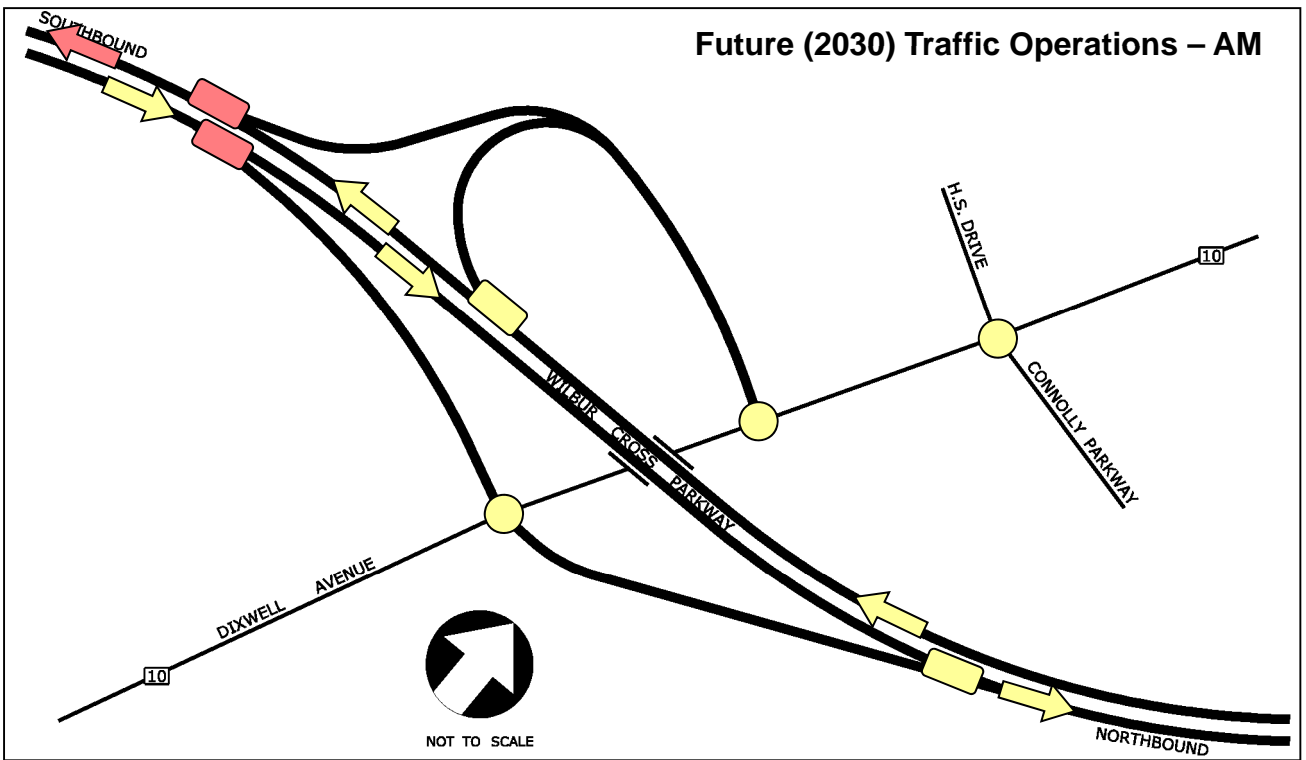 SOUTHBOUND
Future (2030) Traffic Operations – AM
H.S. DRIVE
10
CONNOLLY PARKWAY
WILBUR CROSS PARKWAY
DIXWELL AVENUE
10
NOT TO SCALE
NORTHBOUND